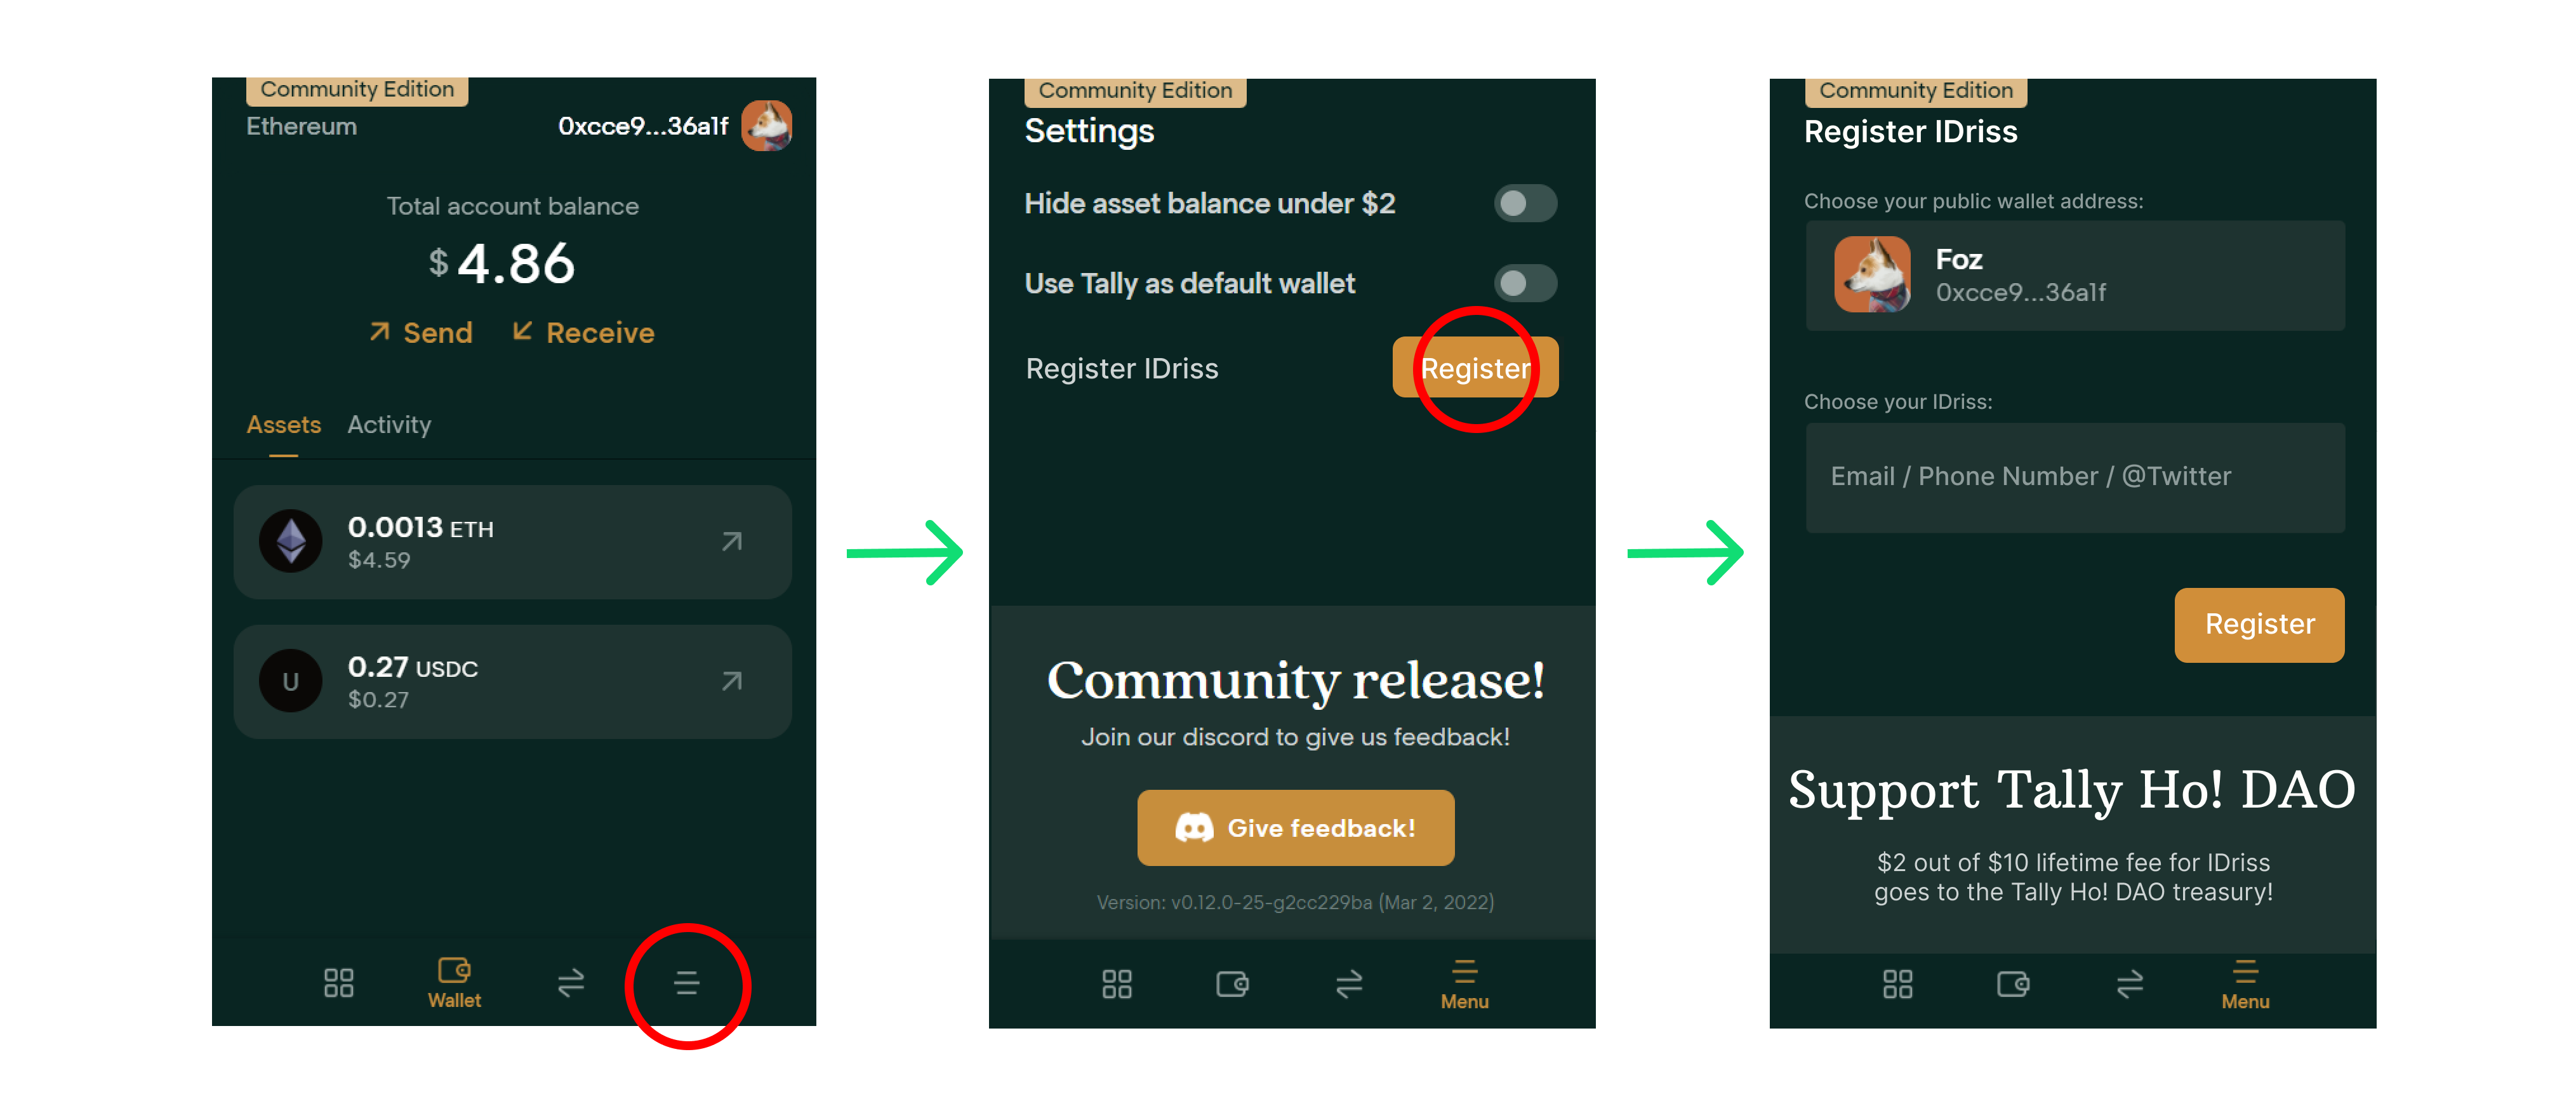 Community Edition
Ethereum
0xcce9...36a1f
Total account balance
$4.86
Send
Receive
Assets
Activity
0.0013 ETH
$4.59
U
0.27 USDC
$0.27
Wallet
Community Edition
Settings
Hide asset balance under $2
Use Tally as default wallet
Register IDriss
Register
Community release!
Join our discord to give us feedback!
Give feedback!
Version: v0.12.0-25-g2cc229ba (Mar 2, 2022)
Menu
Community Edition
Register IDriss
Choose your public wallet address:
Foz
0xcce9...36a1f
Choose your IDriss:
Email / Phone Number / @Twitter
Register
Support Tally Ho! DAO
$2 out of $10 lifetime fee for IDriss
goes to the Tally Ho! DAO treasury!
Menu